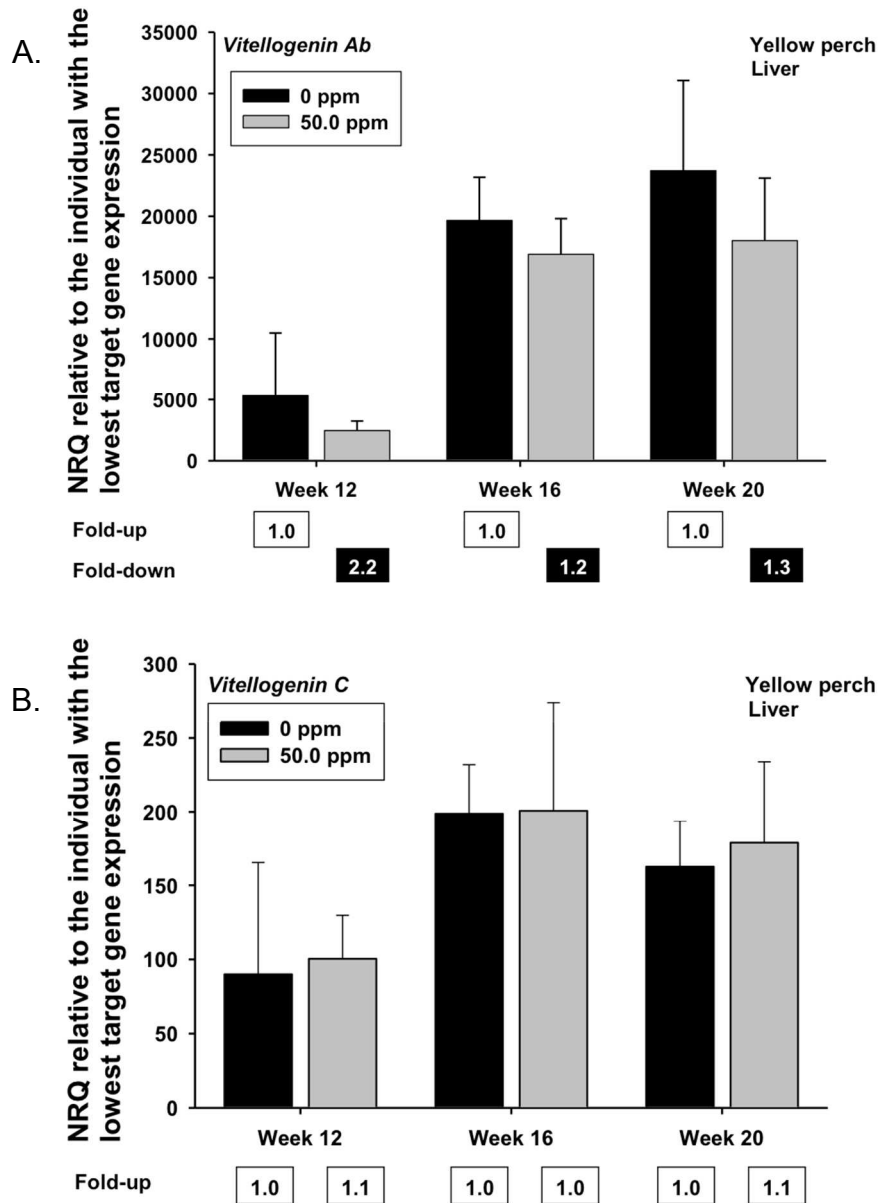 A.
NRQ relative to the individual with the
lowest target gene expression
35000
30000
25000
20000
15000
10000
5000
0
Vitellogenin Ab
0 ppm
50.0 ppm
Yellow perch
Liver
Week 12 Week 16 Week 20
Fold-up 1.0 1.0 1.0
Fold-down 2.2 1.2 1.3
B.
NRQ relative to the individual with the
lowest target gene expression
300
250
200
150
100
50
0
Vitellogenin C
0 ppm
50.0 ppm
Yellow perch
Liver
Week 12 Week 16 Week 20
Fold-up 1.0 1.1 1.0 1.0 1.0 1.1